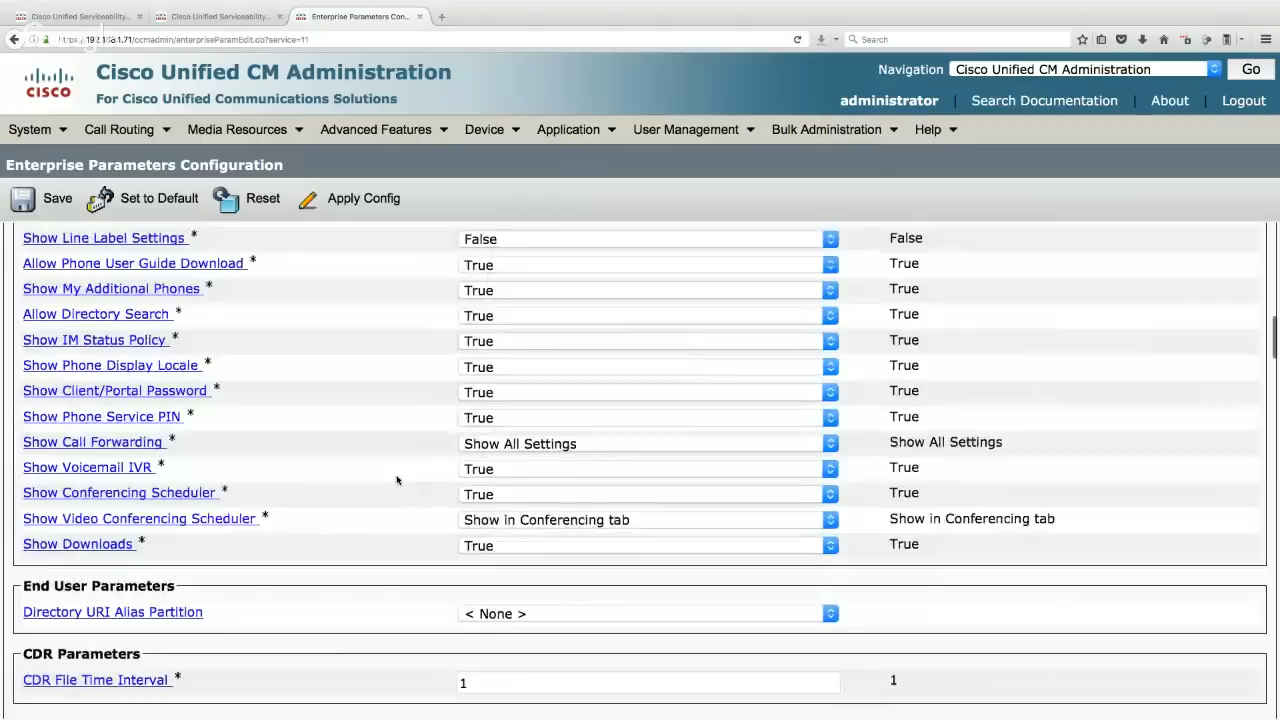 Cisco Unified Serviceability... × Cisco Unified Serviceability... × Enterprise Parameters Con... × +
192.168.1.71/ccmadmin/enterpriseParamEdit.do?service=11 Search
CISCO
Cisco Unified CM Administration
For Cisco Unified Communications Solutions
Navigation Cisco Unified CM Administration Go
administrator | Search Documentation | About | Logout
System Call Routing Media Resources Advanced Features Device Application User Management Bulk Administration Help
Enterprise Parameters Configuration
Save Set to Default Reset Apply Config
Show Line Label Settings * False False
Allow Phone User Guide Download * True True
Show My Additional Phones * True True
Allow Directory Search * True True
Show IM Status Policy * True True
Show Phone Display Locale * True True
Show Client/Portal Password * True True
Show Phone Service PIN * True True
Show Call Forwarding * Show All Settings Show All Settings
Show Voicemail IVR * True True
Show Conferencing Scheduler * True True
Show Video Conferencing Scheduler * Show in Conferencing tab Show in Conferencing tab
Show Downloads * True True
End User Parameters
Directory URI Alias Partition < None >
CDR Parameters
CDR File Time Interval * 1 1